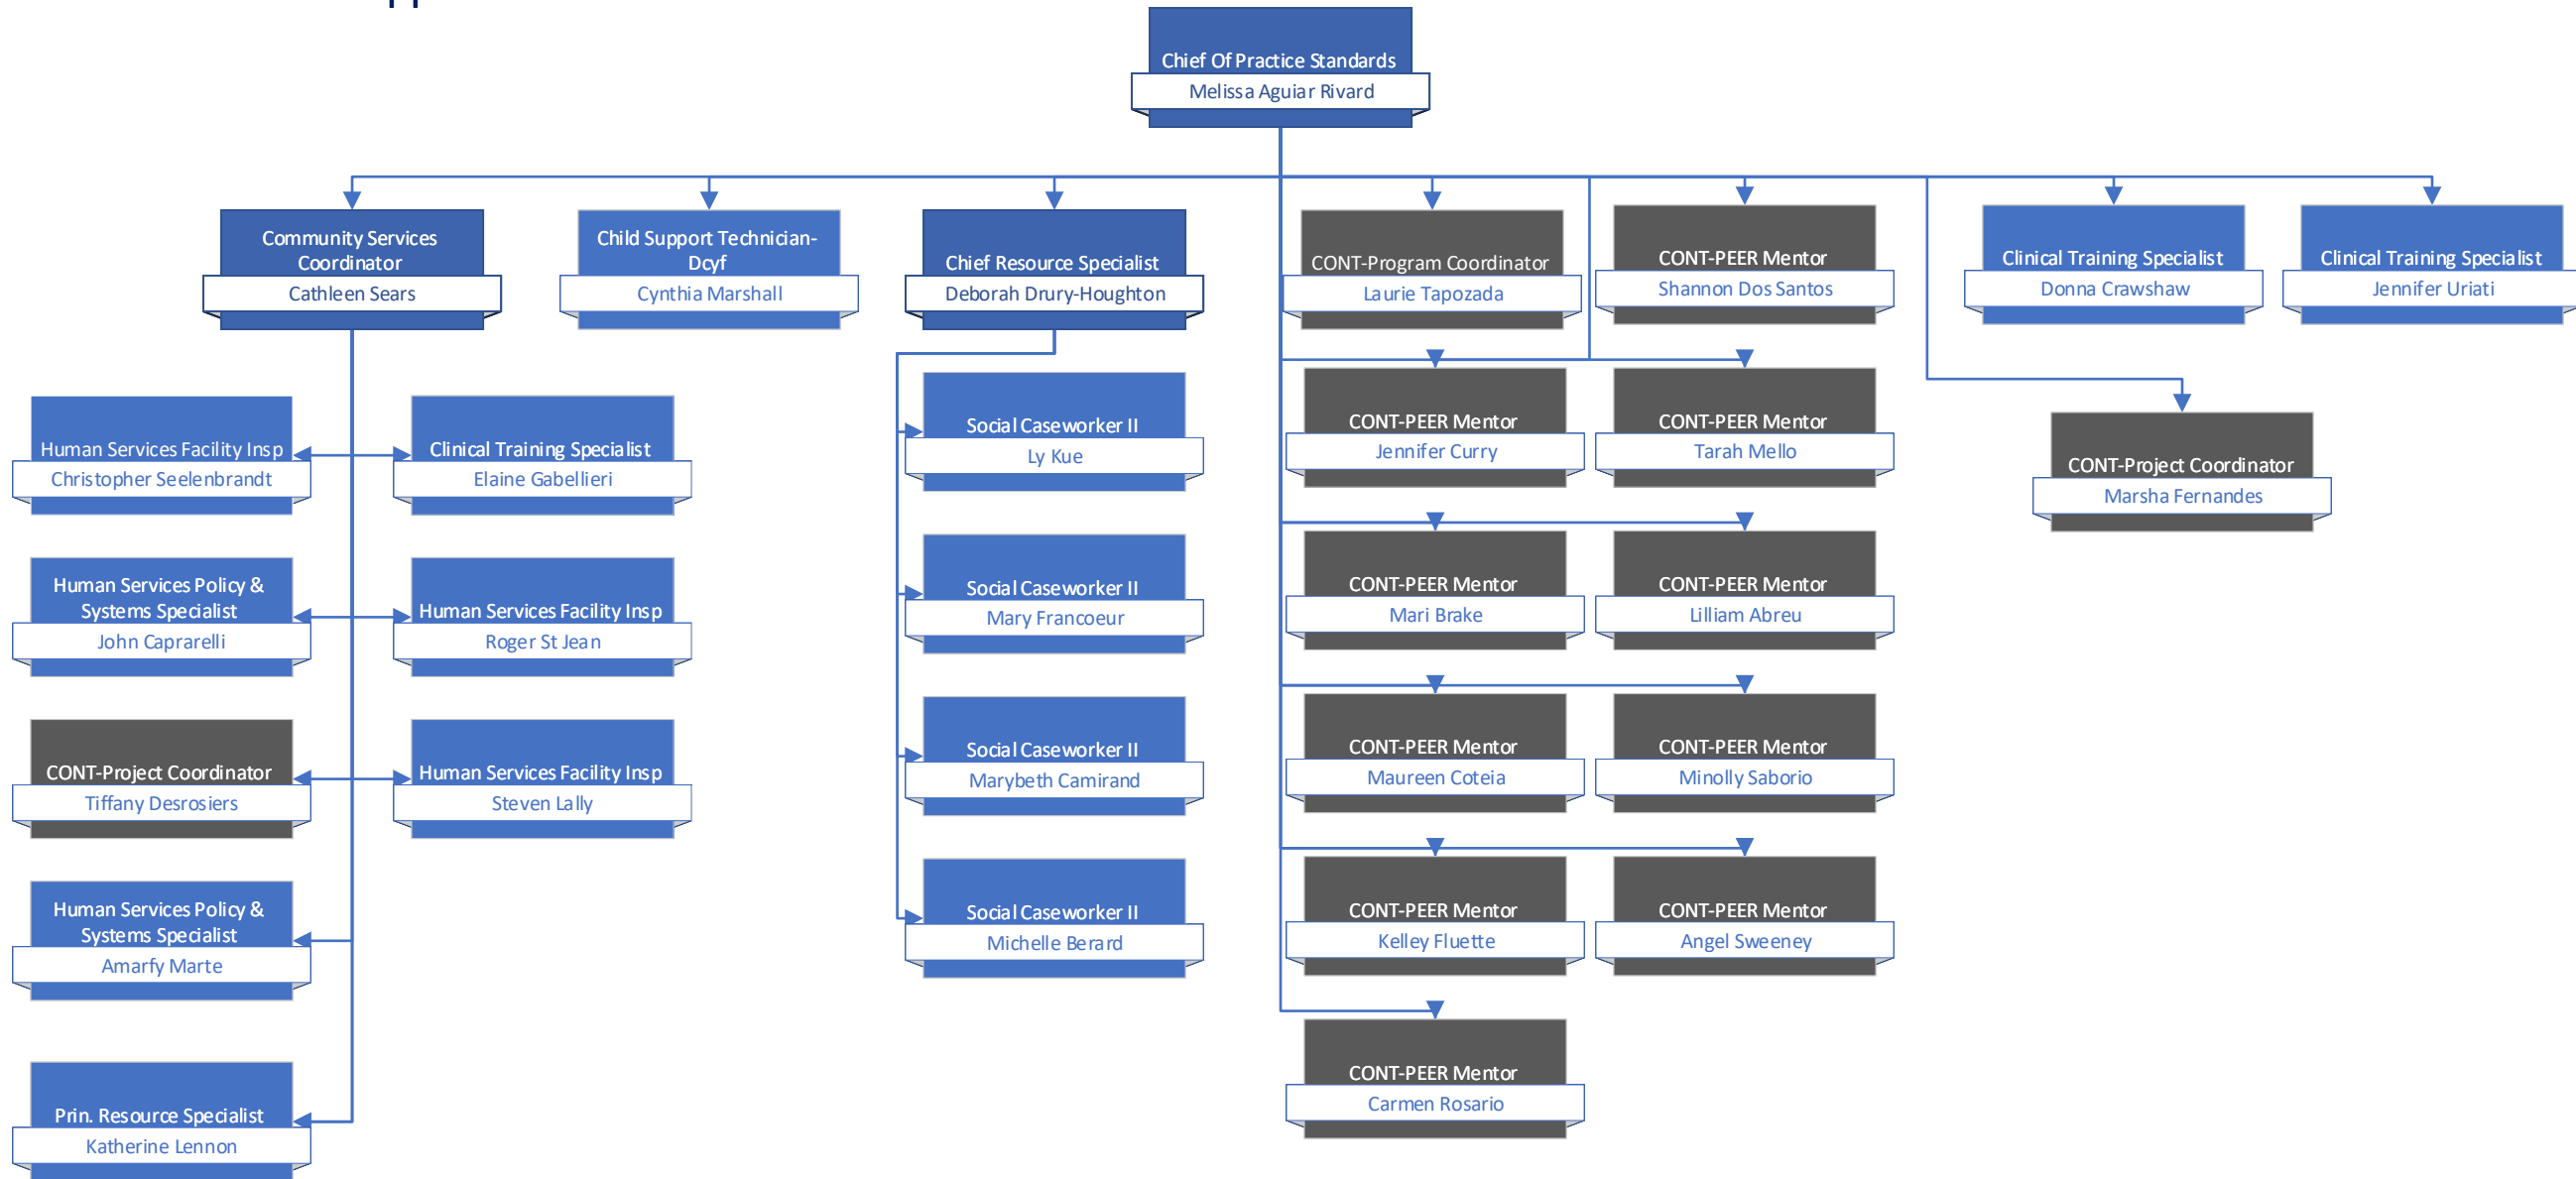 Chief Of Practice Standards
Melissa Aguiar Rivard
Community Services
Coordinator
Cathleen Sears
Child Support Technician-
Dcyf
Cynthia Marshall
Chief Resource Specialist
Deborah Drury-Houghton
CONT-Program Coordinator
Laurie Tapozada
CONT-PEER Mentor
Shannon Dos Santos
Clinical Training Specialist
Donna Crawshaw
Clinical Training Specialist
Jennifer Uriati
Human Services Facility Insp
Christopher Seelenbrandt
Clinical Training Specialist
Elaine Gabellieri
Human Services Policy &
Systems Specialist
John Caprarelli
Human Services Facility Insp
Roger St Jean
CONT-Project Coordinator
Tiffany Desrosiers
Human Services Facility Insp
Steven Lally
Human Services Policy &
Systems Specialist
Amarfy Marte
Prin. Resource Specialist
Katherine Lennon
Social Caseworker II
Ly Kue
Social Caseworker II
Mary Francoeur
Social Caseworker II
Marybeth Camirand
Social Caseworker II
Michelle Berard
CONT-PEER Mentor
Jennifer Curry
CONT-PEER Mentor
Tarah Mello
CONT-PEER Mentor
Mari Brake
CONT-PEER Mentor
Lilliam Abreu
CONT-PEER Mentor
Maureen Coteia
CONT-PEER Mentor
Minolly Saborio
CONT-PEER Mentor
Kelley Fluette
CONT-PEER Mentor
Angel Sweeney
CONT-PEER Mentor
Carmen Rosario
CONT-Project Coordinator
Marsha Fernandes